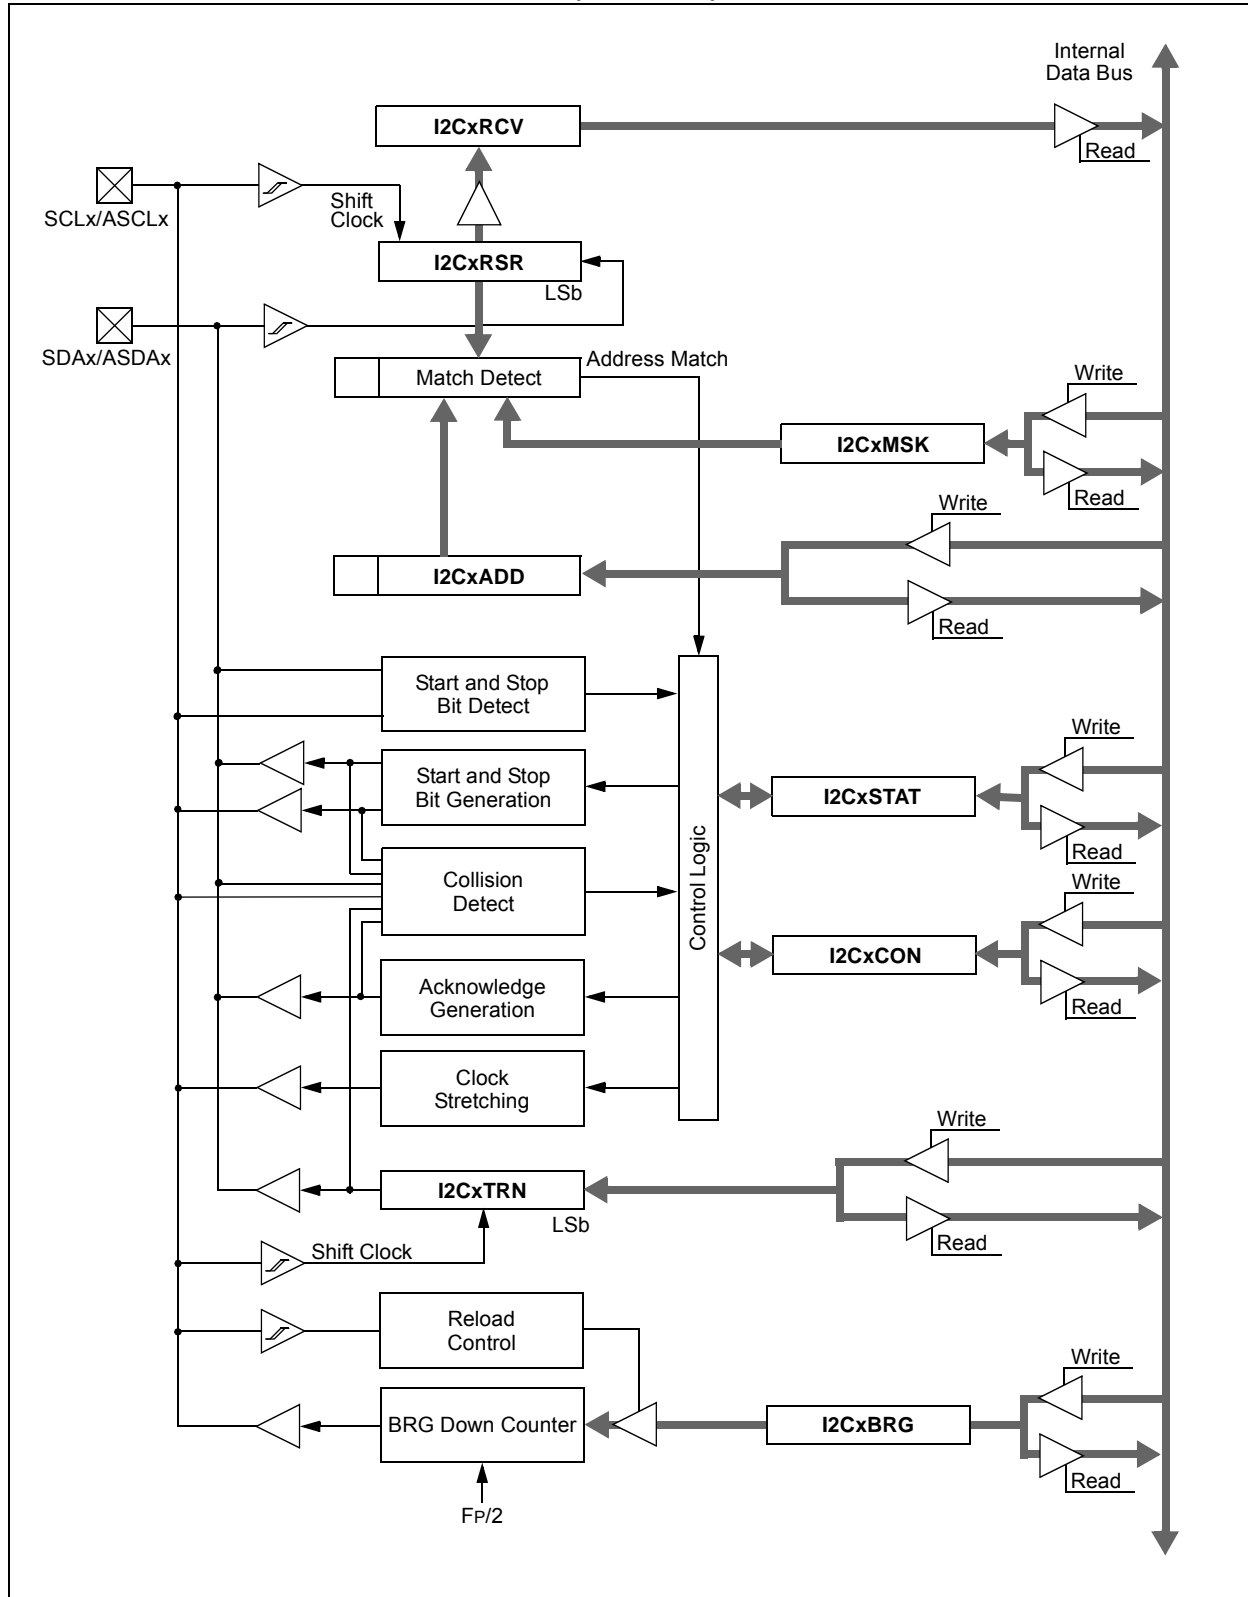 Internal
Data Bus
I2CxRCV
Read
SCLx/ASCLx
Shift
Clock
I2CxRSR
LSb
SDAx/ASDAx
Address Match
Match Detect
Write
I2CxMSK
Read
Write
I2CxADD
Read
Start and Stop
Bit Detect
Write
Start and Stop
Bit Generation
I2CxSTAT
Read
Control Logic
Collision
Detect
Write
I2CxCON
Acknowledge
Generation
Read
Clock
Stretching
Write
I2CxTRN
LSb
Read
Shift Clock
Reload
Control
Write
BRG Down Counter
I2CxBRG
Read
FP/2